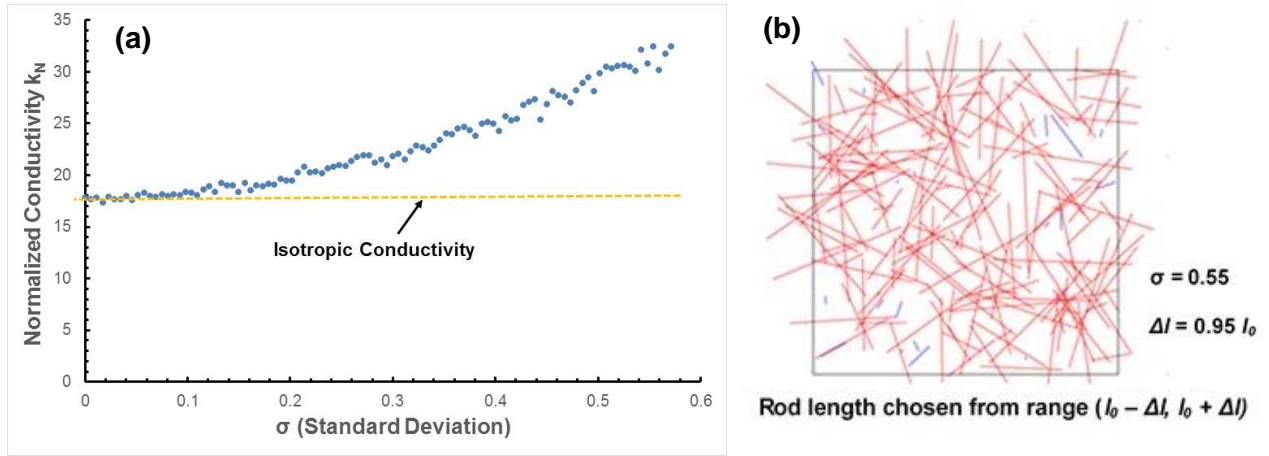 (a)
Normalized Conductivity k_N
35
30
25
20
15
10
5
0
Isotropic Conductivity
0 0.1 0.2 0.3 0.4 0.5 0.6
σ (Standard Deviation)
(b)
σ = 0.55
Δl = 0.95 l₀
Rod length chosen from range (l₀ – Δl, l₀ + Δl)